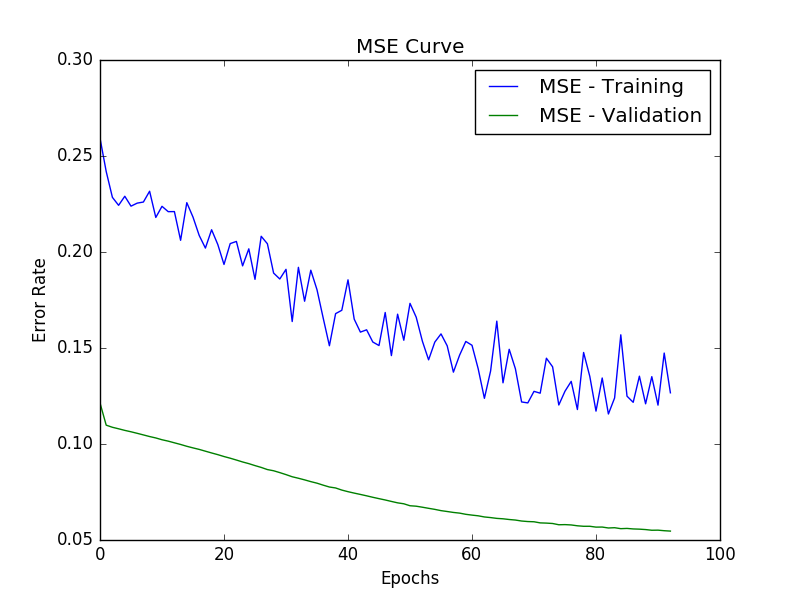 MSE Curve
0.30
0.25
0.20
0.15
0.10
0.05
Error Rate
MSE - Training
MSE - Validation
0
20
40
60
80
100
Epochs